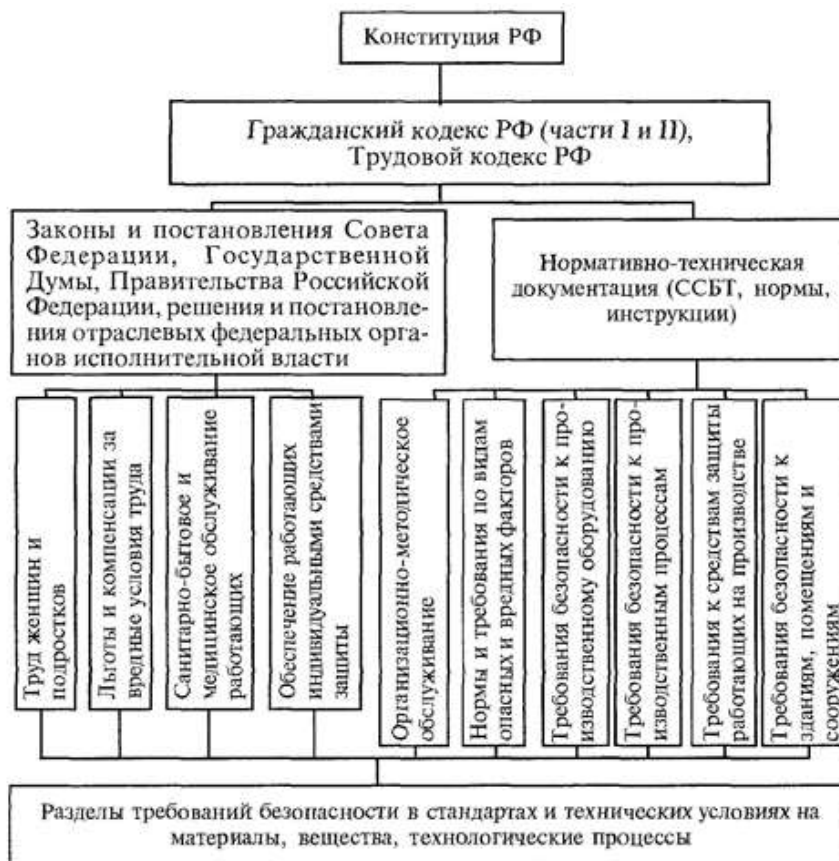 Конституция РФ
Гражданский кодекс РФ (части I и II),
Трудовой кодекс РФ
Законы и постановления Совета
Федерации, Государственной
Думы, Правительства Российской
Федерации, решения и постановле-
ния отраслевых федеральных орга-
нов исполнительной власти
Нормативно-техническая
документация (ССБТ, нормы,
инструкции)
Труд женщин и
подростков
Льготы и компенсации за
вредные условия труда
Санитарно-бытовое и
медицинское обслуживание
работающих
Обеспечение работающих
индивидуальными средствами
защиты
Организационно-методическое
обслуживание
Нормы и требования по видам
опасных и вредных факторов
Требования безопасности к про-
изводственному оборудованию
Требования безопасности к про-
изводственным процессам
Требования к средствам защиты
работающих на производстве
Требования безопасности к
зданиям, помещениям и
сооружениям
Разделы требований безопасности в стандартах и технических условиях на
материалы, вещества, технологические процессы